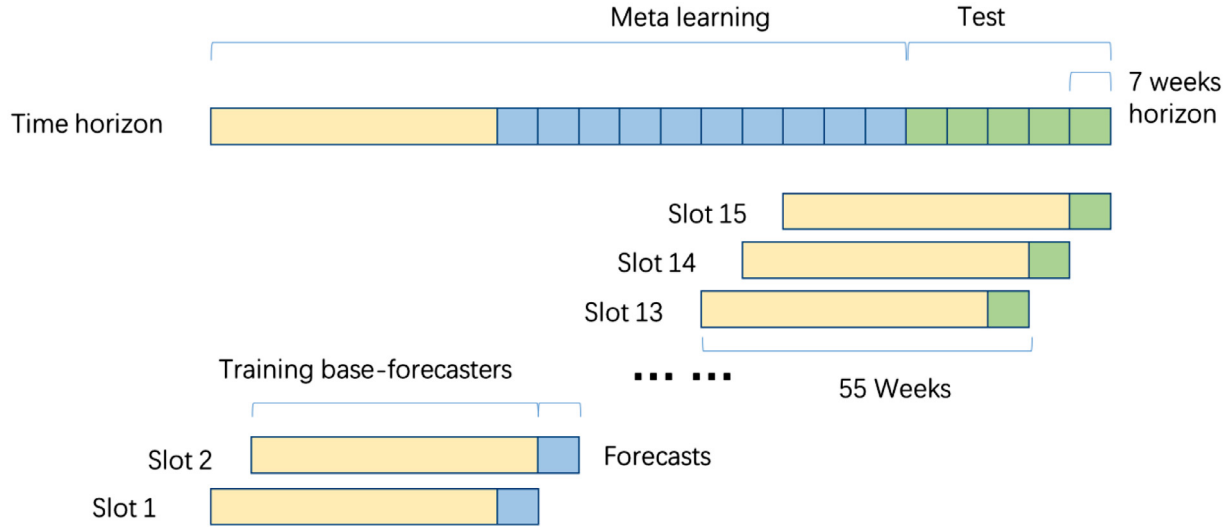 Meta learning
Test
7 weeks
horizon
Time horizon
Slot 15
Slot 14
Slot 13
Training base-forecasters
... ...
55 Weeks
Slot 2
Forecasts
Slot 1